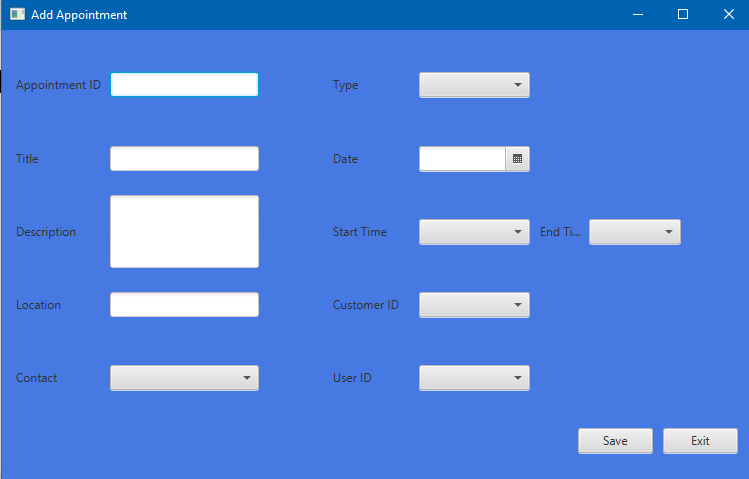 Add Appointment
Appointment ID
Type
Title
Date
Description
Start Time
End Ti...
Location
Customer ID
Contact
User ID
Save
Exit